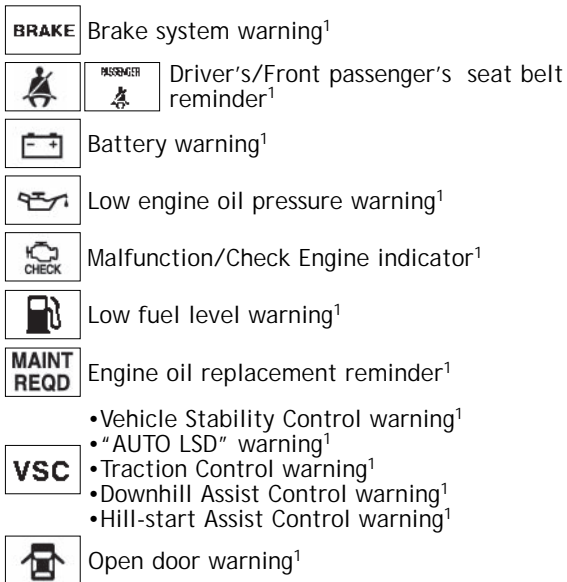 BRAKE Brake system warning1
PASSENGER Driver's/Front passenger's seat belt
reminder1
Battery warning1
Low engine oil pressure warning1
CHECK Malfunction/Check Engine indicator1
Low fuel level warning1
MAINT
REQD Engine oil replacement reminder1
•Vehicle Stability Control warning1
•"AUTO LSD" warning1
VSC •Traction Control warning1
•Downhill Assist Control warning1
•Hill-start Assist Control warning1
Open door warning1